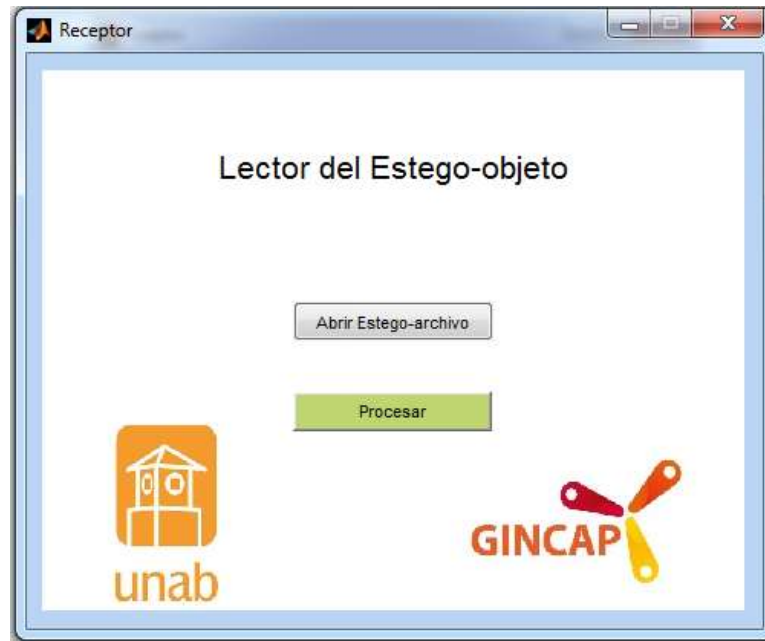 Receptor
Lector del Estego-objeto
Abrir Estego-archivo
Procesar
unab
GINCAP